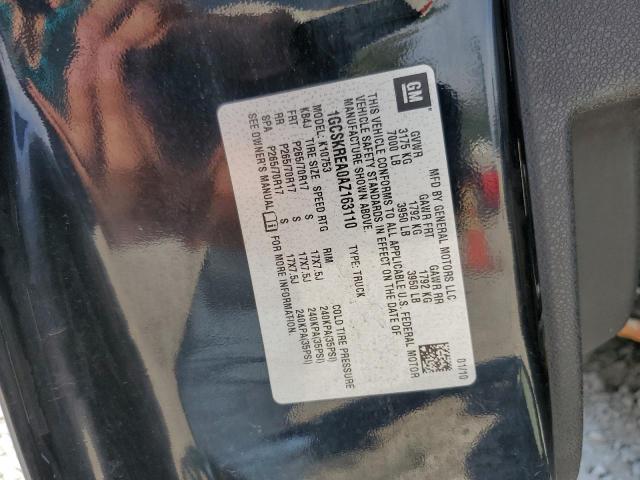 GM
MFD BY GENERAL MOTORS LLC
01/10
GVWR GAWR FRT GAWR RR
3175 KG 1792 KG 1792 KG
7000 LB 3950 LB 3950 LB
THIS VEHICLE CONFORMS TO ALL APPLICABLE U.S. FEDERAL MOTOR
VEHICLE SAFETY STANDARDS IN EFFECT ON THE DATE OF
MANUFACTURE SHOWN ABOVE.
1GCSKREA0AZ163110 TYPE: TRUCK
MODEL: K10753
KB4J TIRE SIZE SPEED RTG RIM COLD TIRE PRESSURE
FRT P265/70R17 S 17X7.5J 240KPA(35PSI)
RR P265/70R17 S 17X7.5J 240KPA(35PSI)
SPA P265/70R17 S 17X7.5J 240KPA(35PSI)
SEE OWNER'S MANUAL FOR MORE INFORMATION.